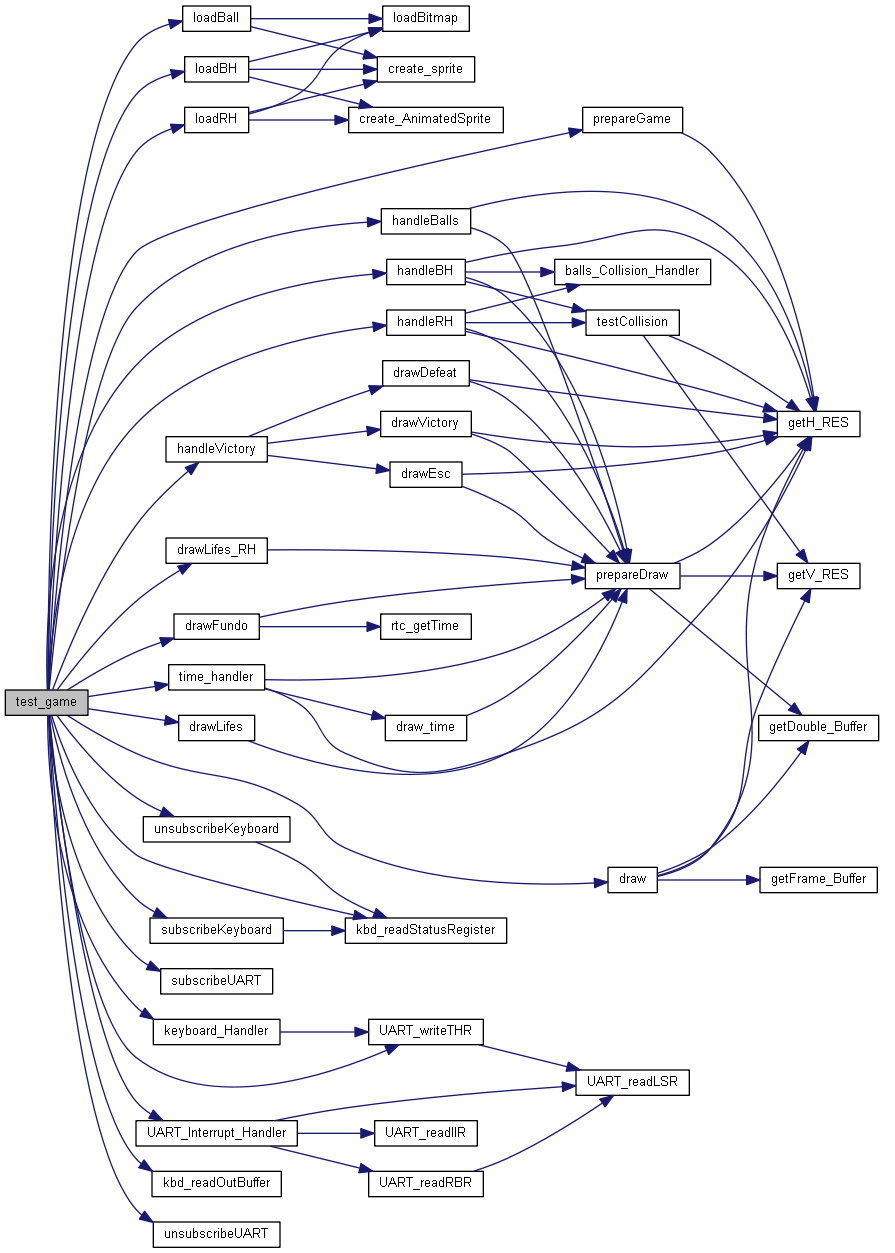 loadBall
loadBitmap
loadBH
create_sprite
loadRH
create_AnimatedSprite
prepareGame
handleBalls
handleBH
balls_Collision_Handler
handleRH
testCollision
drawDefeat
drawVictory
getH_RES
handleVictory
drawEsc
drawLifes_RH
prepareDraw
getV_RES
drawFundo
rtc_getTime
time_handler
test_game
drawLifes
draw_time
getDouble_Buffer
unsubscribeKeyboard
draw
getFrame_Buffer
subscribeKeyboard
kbd_readStatusRegister
subscribeUART
keyboard_Handler
UART_writeTHR
UART_readLSR
UART_Interrupt_Handler
UART_readIIR
kbd_readOutBuffer
UART_readRBR
unsubscribeUART